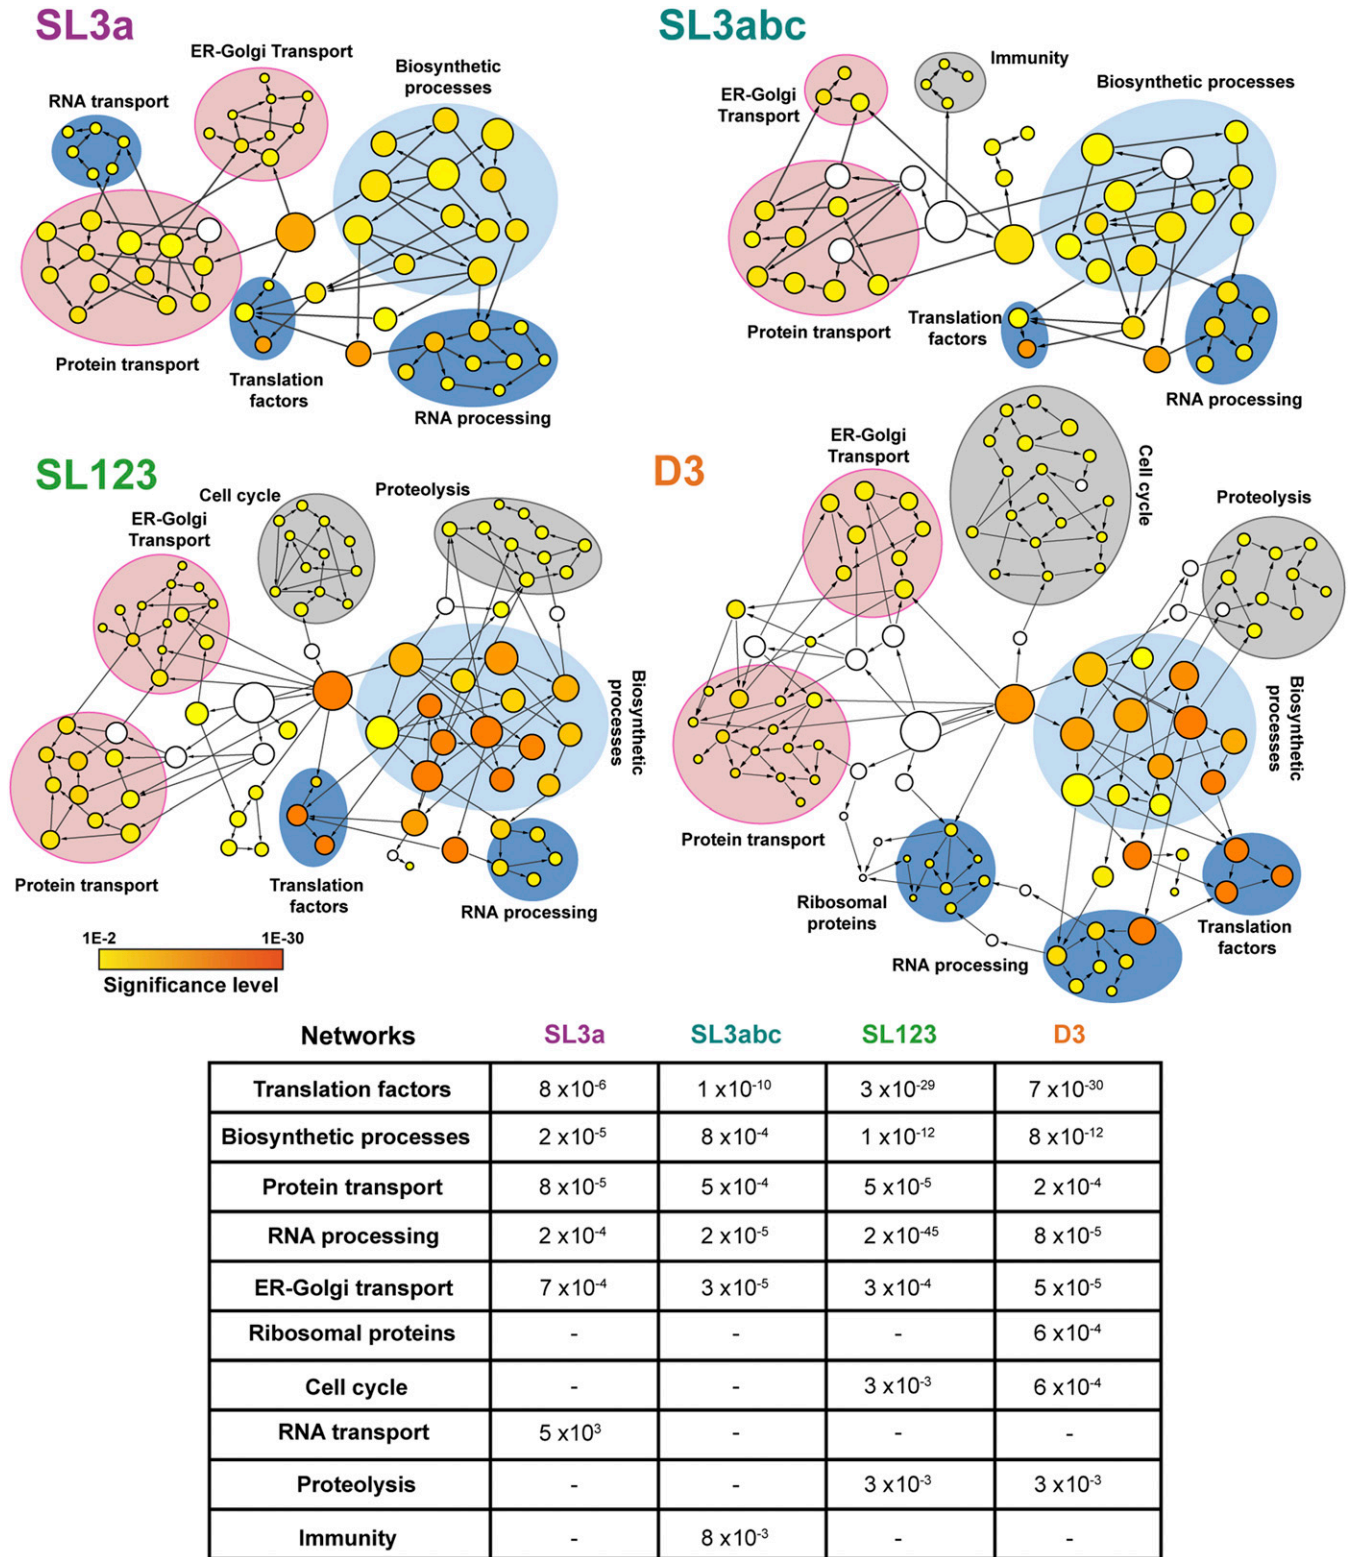 SL3a
SL3abc
ER-Golgi Transport
Biosynthetic
processes
RNA transport
Protein transport
Translation
factors
RNA processing
Immunity
ER-Golgi
Transport
Biosynthetic processes
Protein transport
Translation
factors
RNA processing
SL123
D3
Cell cycle
Proteolysis
ER-Golgi
Transport
Biosynthetic
processes
Protein transport
Translation
factors
RNA processing
1E-2 1E-30
Significance level
ER-Golgi
Transport
Cell cycle
Proteolysis
Biosynthetic
processes
Protein transport
Ribosomal
proteins
RNA processing
Translation
factors
Networks SL3a SL3abc SL123 D3
Translation factors 8 x10⁻⁶ 1 x10⁻¹⁰ 3 x10⁻²⁹ 7 x10⁻³⁰
Biosynthetic processes 2 x10⁻⁵ 8 x10⁻⁴ 1 x10⁻¹² 8 x10⁻¹²
Protein transport 8 x10⁻⁵ 5 x10⁻⁴ 5 x10⁻⁵ 2 x10⁻⁴
RNA processing 2 x10⁻⁴ 2 x10⁻⁵ 2 x10⁻⁴⁵ 8 x10⁻⁵
ER-Golgi transport 7 x10⁻⁴ 3 x10⁻⁵ 3 x10⁻⁴ 5 x10⁻⁵
Ribosomal proteins - - - 6 x10⁻⁴
Cell cycle - - 3 x10⁻³ 6 x10⁻⁴
RNA transport 5 x10³ - - -
Proteolysis - - 3 x10⁻³ 3 x10⁻³
Immunity - 8 x10⁻³ - -